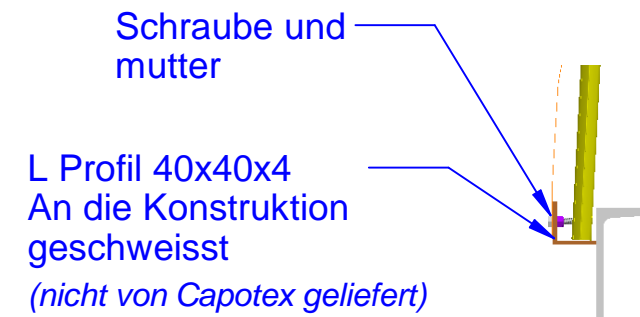 Schraube und
mutter
L Profil 40x40x4
An die Konstruktion
geschweisst
(nicht von Capotex geliefert)